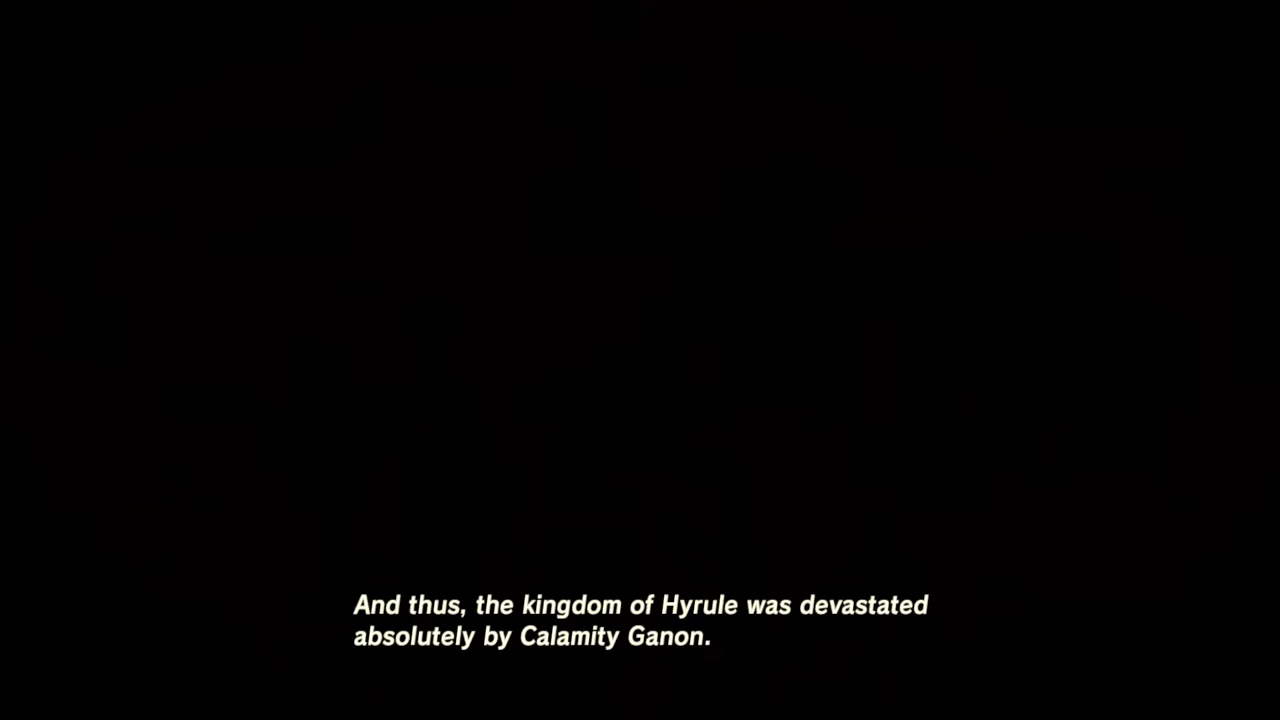 And thus, the kingdom of Hyrule was devastated
absolutely by Calamity Ganon.